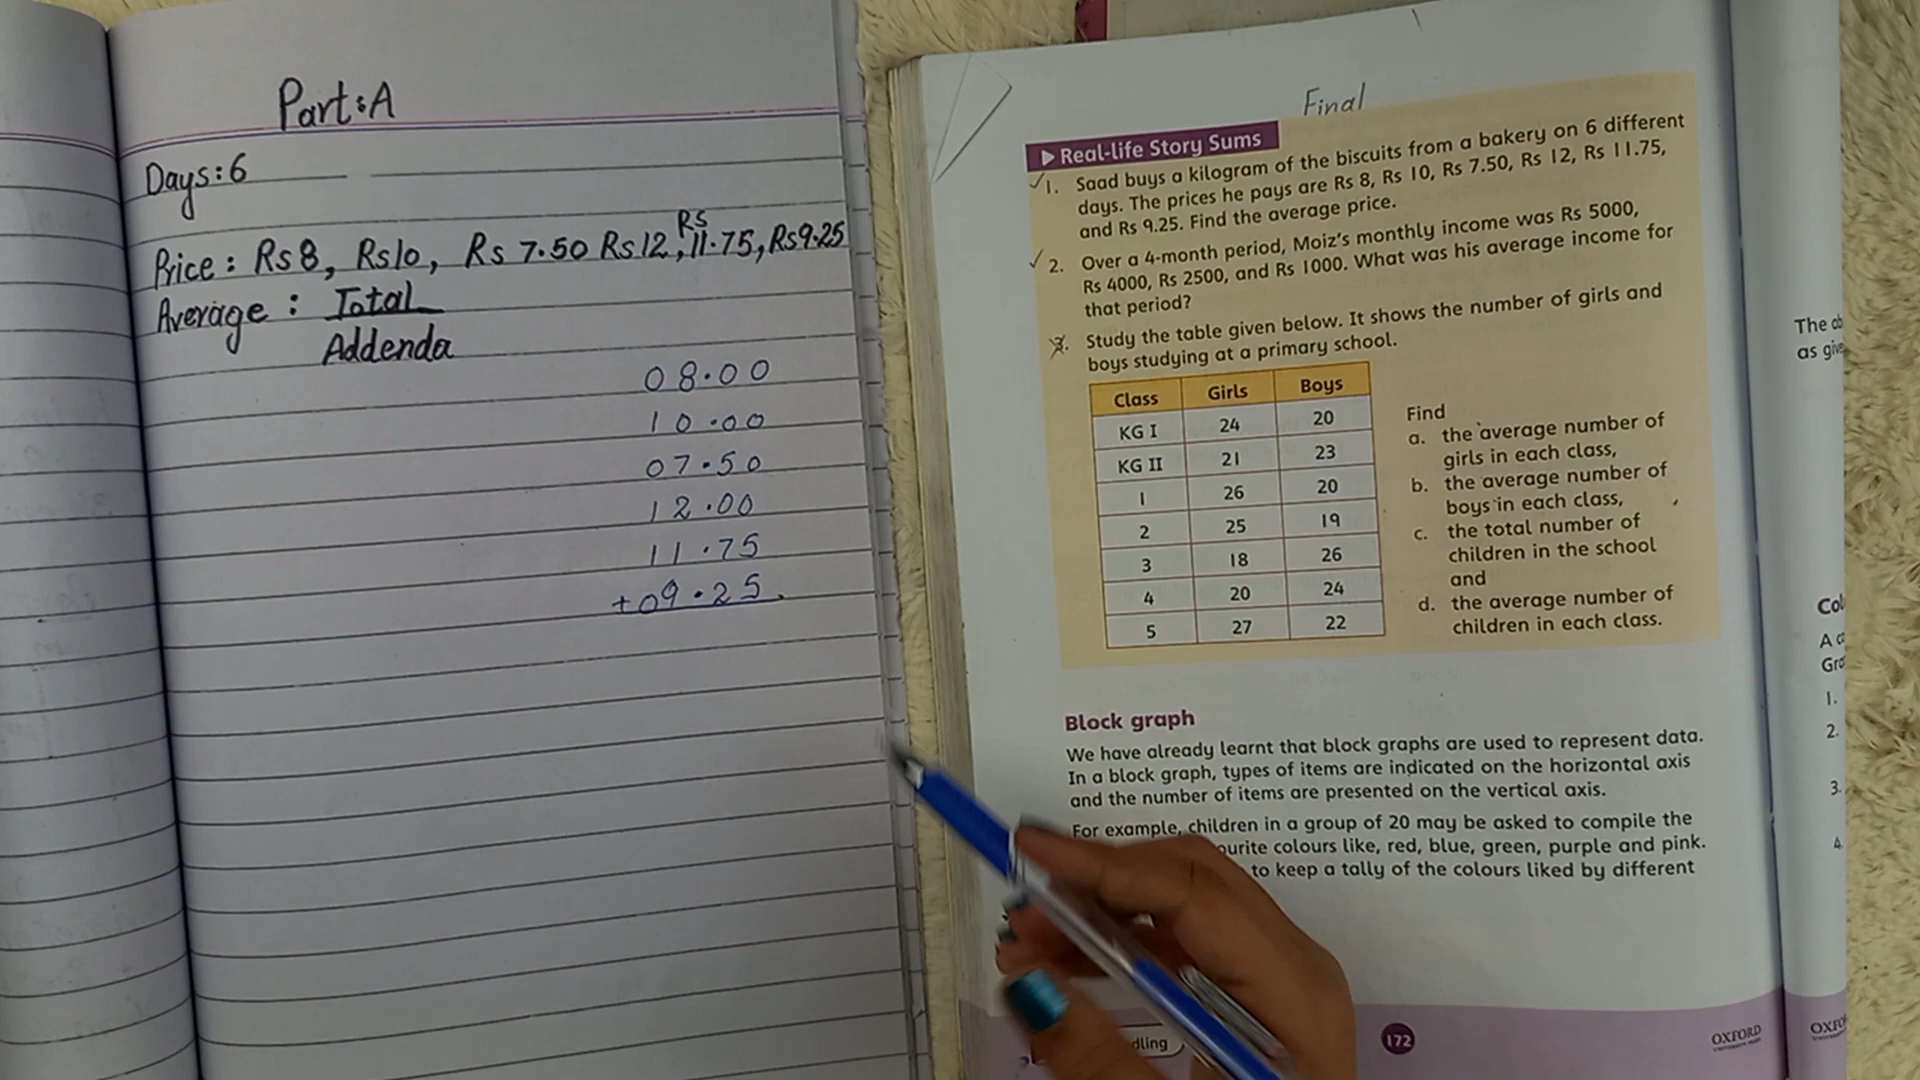 Part:A
Days:6
Price: Rs8, Rs10, Rs 7.50 Rs12, Rs 11.75, Rs9.25
Average: Total
Addenda
08.00
10.00
07.50
12.00
11.75
+09.25
Final
Real-life Story Sums
1. Saad buys a kilogram of the biscuits from a bakery on 6 different
days. The prices he pays are Rs 8, Rs 10, Rs 7.50, Rs 12, Rs 11.75,
and Rs 9.25. Find the average price.
2. Over a 4-month period, Moiz's monthly income was Rs 5000,
Rs 4000, Rs 2500, and Rs 1000. What was his average income for
that period?
3. Study the table given below. It shows the number of girls and
boys studying at a primary school.
Class Girls Boys
KG I 24 20
KG II 21 23
1 26 20
2 25 19
3 18 26
4 20 24
5 27 22
Find
a. the average number of
girls in each class,
b. the average number of
boys in each class,
c. the total number of
children in the school
and
d. the average number of
children in each class.
Block graph
We have already learnt that block graphs are used to represent data.
In a block graph, types of items are indicated on the horizontal axis
and the number of items are presented on the vertical axis.
For example, children in a group of 20 may be asked to compile the
colours like, red, blue, green, purple and pink.
to keep a tally of the colours liked by different
172
OXFORD
The
as
1.
2.
3.
4.